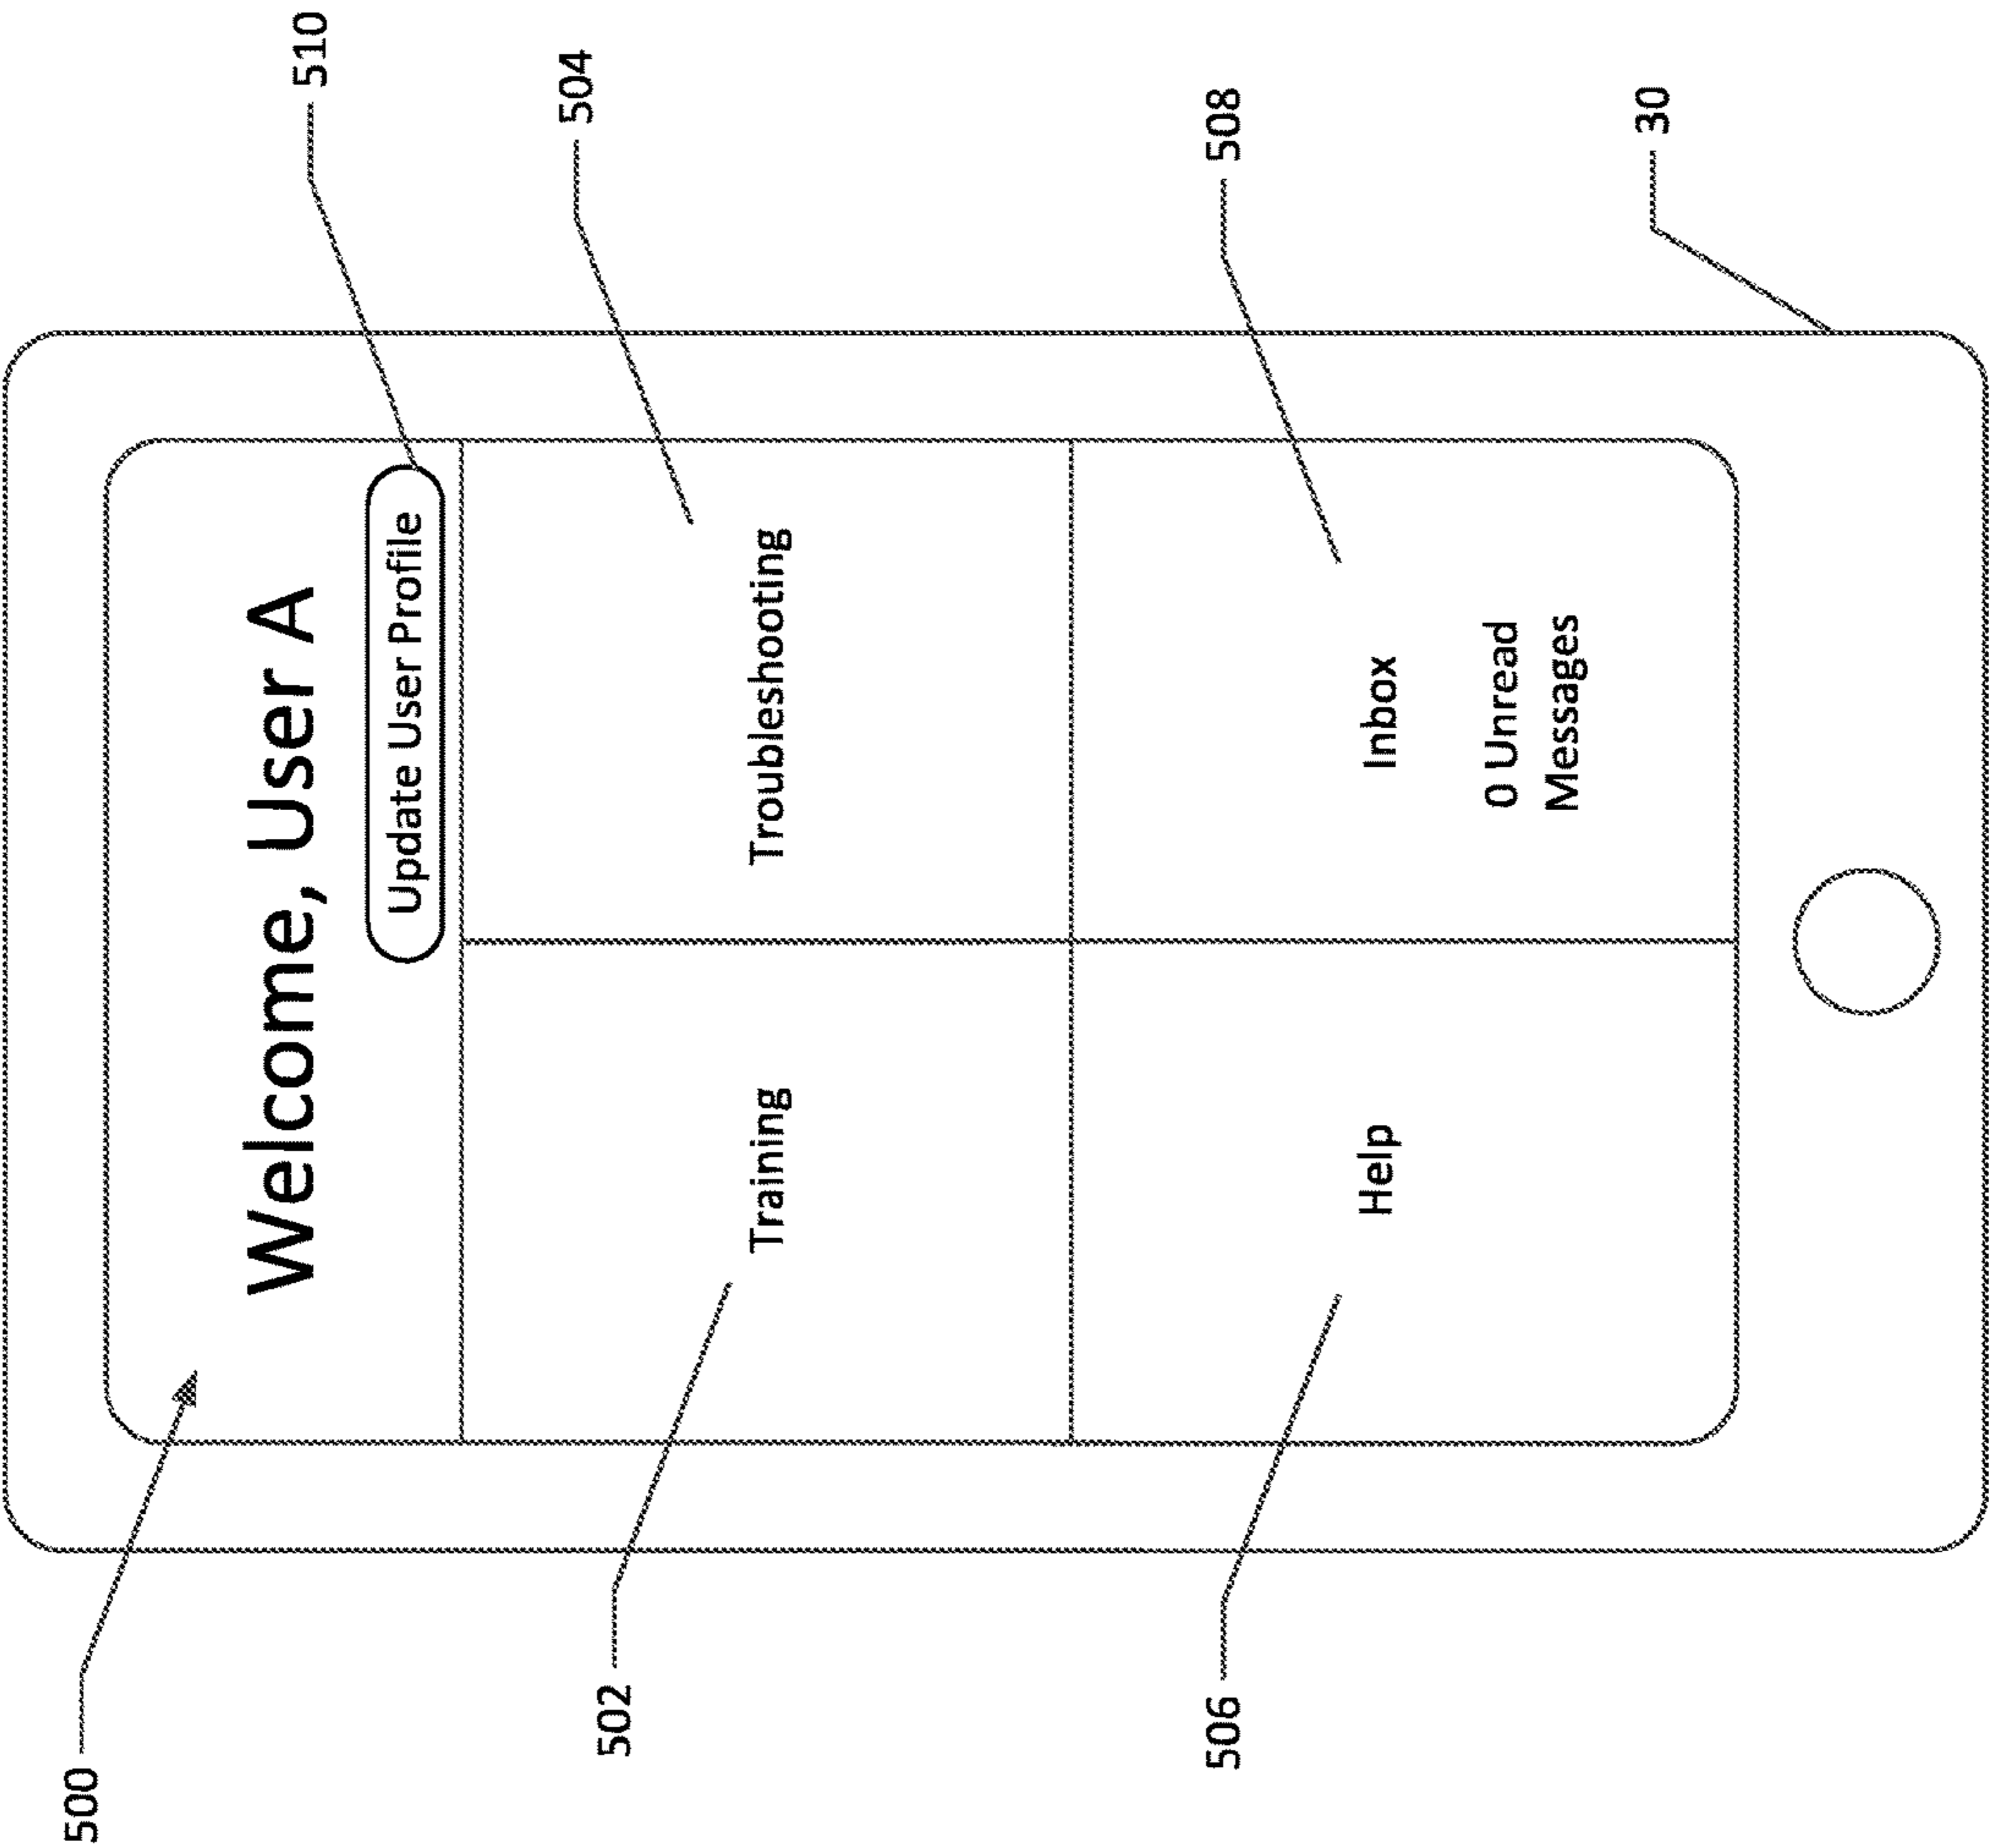 500
Welcome, User A
510
Update User Profile
502
Training
504
Troubleshooting
506
Help
508
Inbox
0 Unread
Messages
30